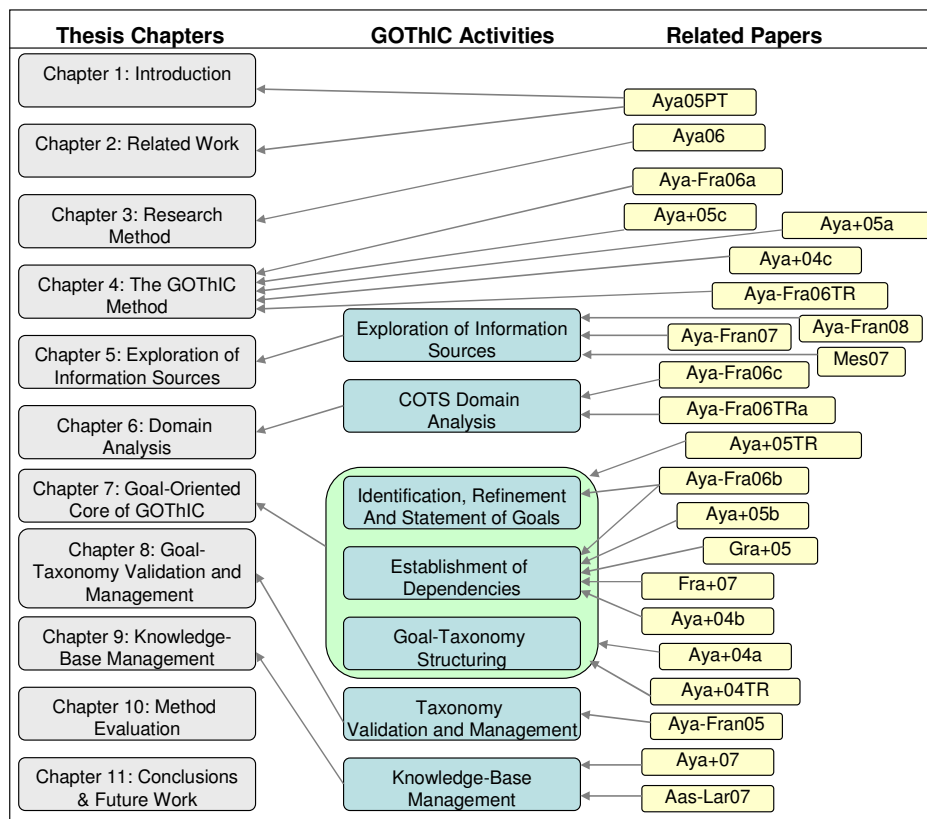 Thesis Chapters
GOThIC Activities
Related Papers
Chapter 1: Introduction
Chapter 2: Related Work
Chapter 3: Research
Method
Chapter 4: The GOThIC
Method
Chapter 5: Exploration of
Information Sources
Chapter 6: Domain
Analysis
Chapter 7: Goal-Oriented
Core of GOThIC
Chapter 8: Goal-
Taxonomy Validation and
Management
Chapter 9: Knowledge-
Base Management
Chapter 10: Method
Evaluation
Chapter 11: Conclusions
& Future Work
Exploration of Information
Sources
COTS Domain
Analysis
Identification, Refinement
And Statement of Goals
Establishment of
Dependencies
Goal-Taxonomy
Structuring
Taxonomy
Validation and Management
Knowledge-Base
Management
Aya05PT
Aya06
Aya-Fra06a
Aya+05c
Aya+05a
Aya+04c
Aya-Fra06TR
Aya-Fran08
Aya-Fran07
Mes07
Aya-Fra06c
Aya-Fra06TRa
Aya+05TR
Aya-Fra06b
Aya+05b
Gra+05
Fra+07
Aya+04b
Aya+04a
Aya+04TR
Aya-Fran05
Aya+07
Aas-Lar07